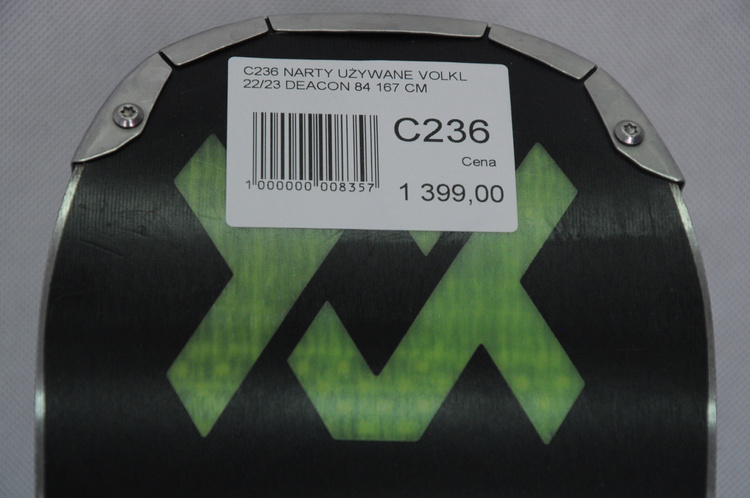 C236 NARTY UŻYWANE VOLKL
22/23 DEACON 84 167 CM
C236
Cena
1 000000 008357
1 399,00